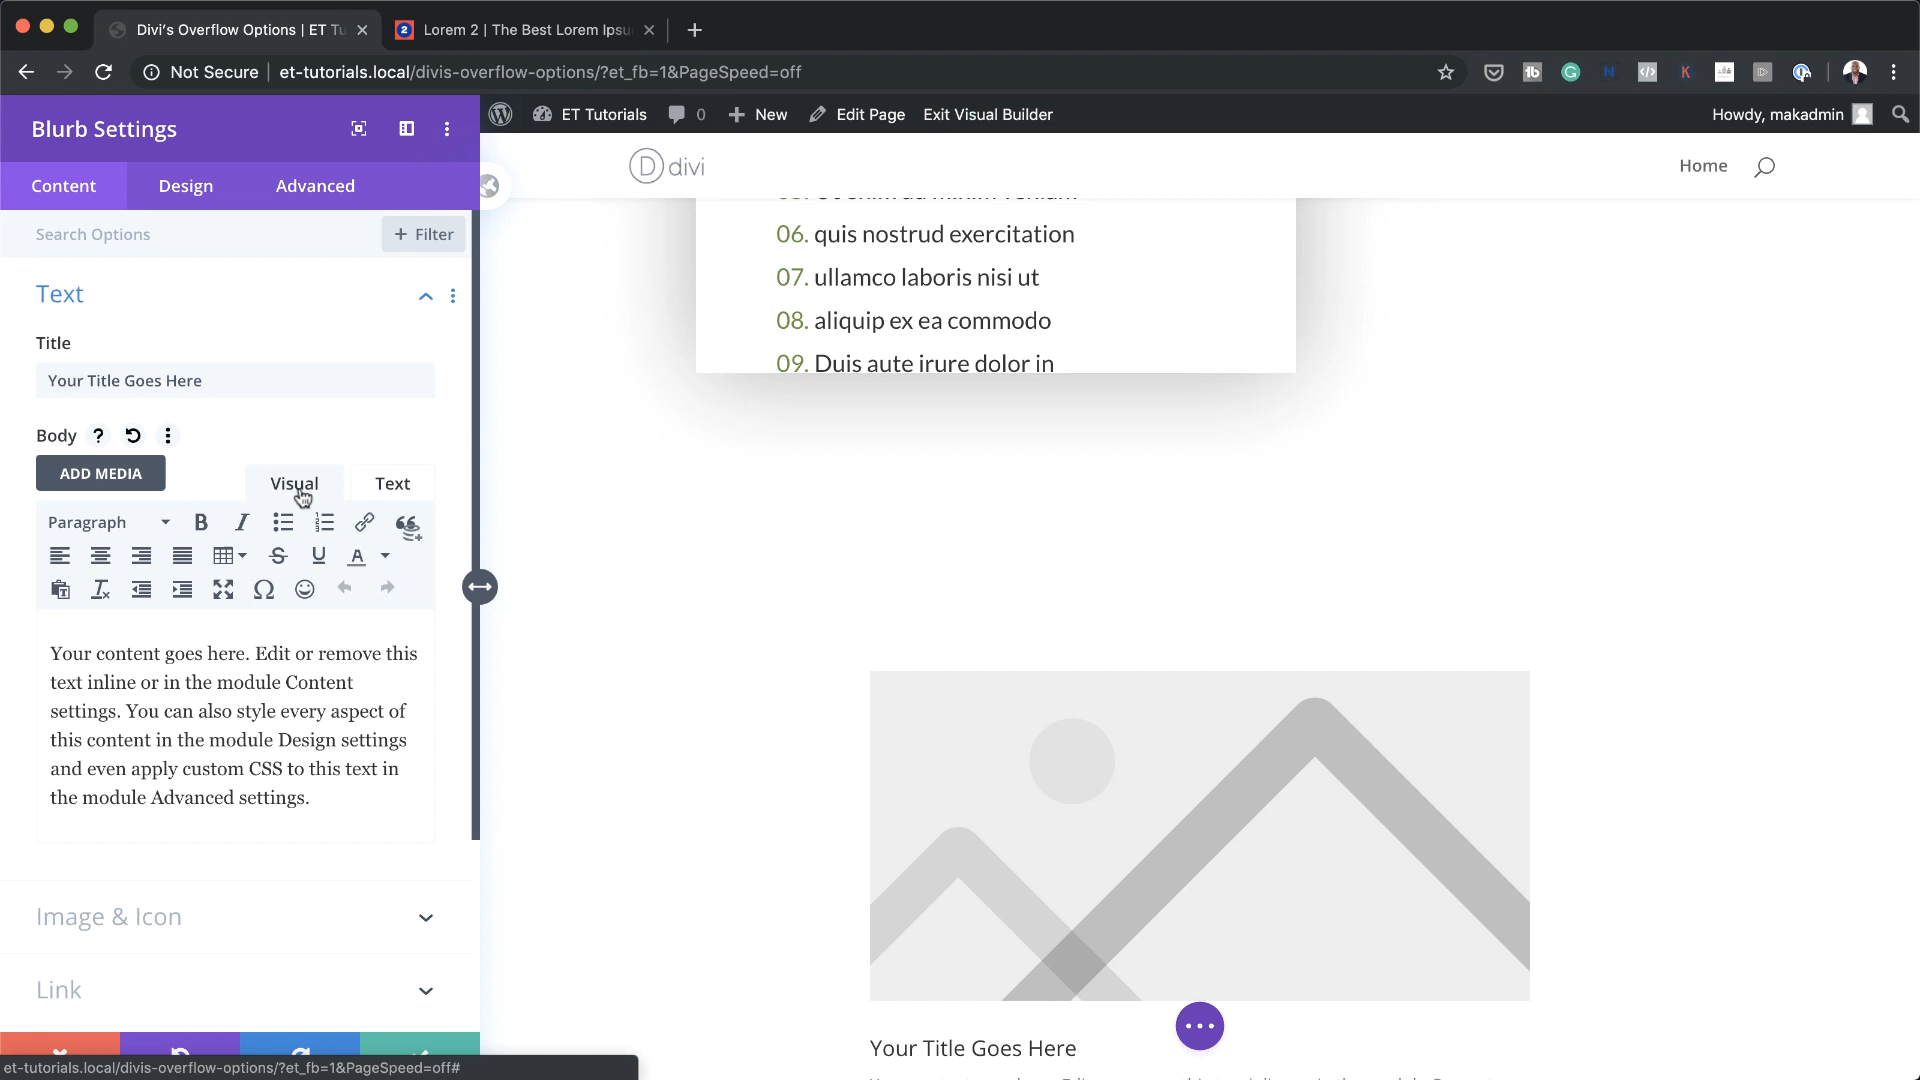 Divi's Overflow Options | ET Tu
Lorem 2 | The Best Lorem Ipsu
Not Secure
et-tutorials.local/divis-overflow-options/?et_fb=1&PageSpeed=off
Blurb Settings
ET Tutorials
0
New
Edit Page
Exit Visual Builder
Howdy, makadmin
Content
Design
Advanced
divi
Home
Search Options
+ Filter
06. quis nostrud exercitation
07. ullamco laboris nisi ut
08. aliquip ex ea commodo
09. Duis aute irure dolor in
Text
Title
Your Title Goes Here
Body
ADD MEDIA
Visual
Text
Paragraph
Your content goes here. Edit or remove this
text inline or in the module Content
settings. You can also style every aspect of
this content in the module Design settings
and even apply custom CSS to this text in
the module Advanced settings.
Image & Icon
Link
Your Title Goes Here
et-tutorials.local/divis-overflow-options/?et_fb=1&PageSpeed=off#